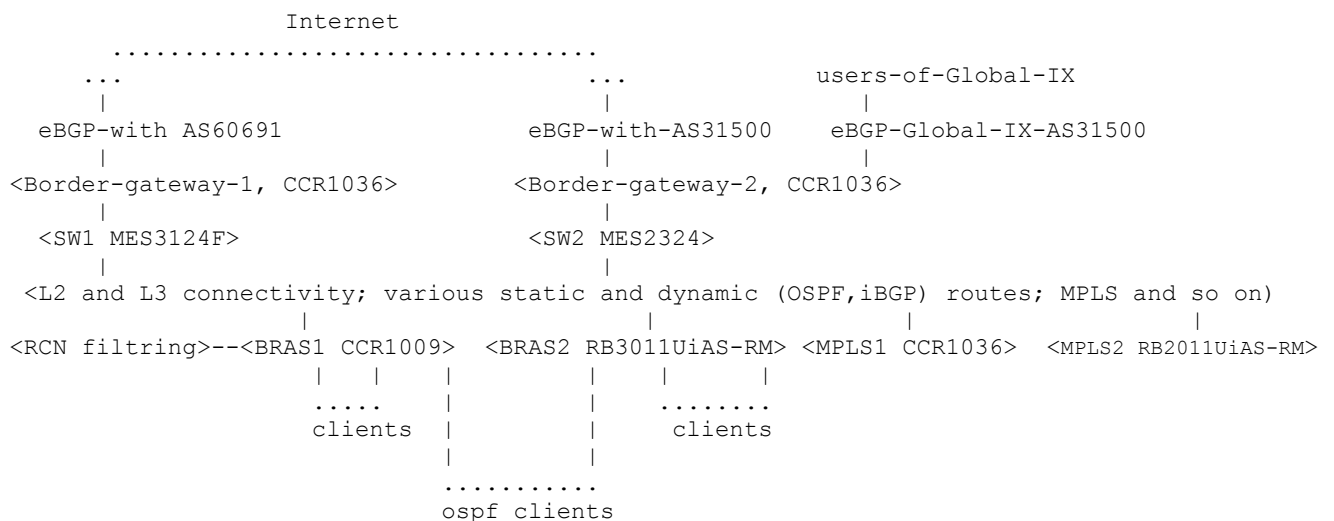 Internet
..................................
... ... users-of-Global-IX
| | |
eBGP-with AS60691 eBGP-with-AS31500 eBGP-Global-IX-AS31500
| | |
<Border-gateway-1, CCR1036> <Border-gateway-2, CCR1036>
| |
<SW1 MES3124F> <SW2 MES2324>
| |
<L2 and L3 connectivity; various static and dynamic (OSPF,iBGP) routes; MPLS and so on)
| | | |
<RCN filtring>--<BRAS1 CCR1009> <BRAS2 RB3011UiAS-RM> <MPLS1 CCR1036> <MPLS2 RB2011UiAS-RM>
| | | | | |
..... | | ........
clients | | clients
| |
...........
ospf clients